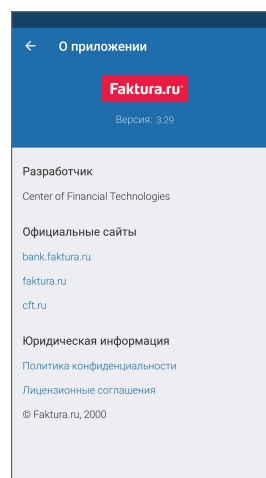 О приложении
Faktura.ru
Версия: 3.29
Разработчик
Center of Financial Technologies
Официальные сайты
bank.faktura.ru
faktura.ru
cft.ru
Юридическая информация
Политика конфиденциальности
Лицензионные соглашения
© Faktura.ru, 2000